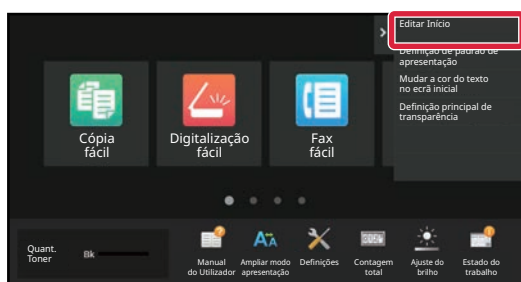 Editar Início
Definição de padrão de
apresentação
Mudar a cor do texto
no ecrã inicial
Definição principal de
transparência
Cópia
fácil
Digitalização
fácil
Fax
fácil
Quant.
Toner
Bk
Manual
do Utilizador
Ampliar modo
apresentação
Definições
Contagem
total
Ajuste do
brilho
Estado do
trabalho